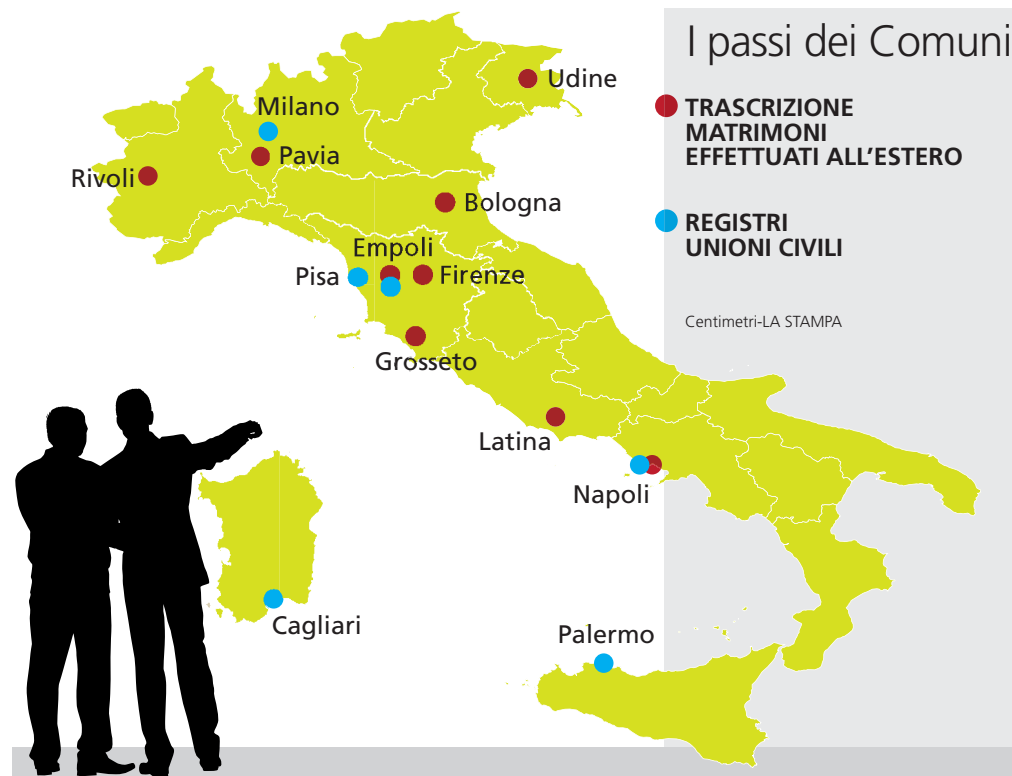 I passi dei Comuni
TRASCRIZIONE
MATRIMONI
EFFETTUATI ALL'ESTERO
REGISTRI
UNIONI CIVILI
Centimetri-LA STAMPA
Udine
Milano
Pavia
Rivoli
Bologna
Empoli
Pisa
Firenze
Grosseto
Latina
Napoli
Cagliari
Palermo